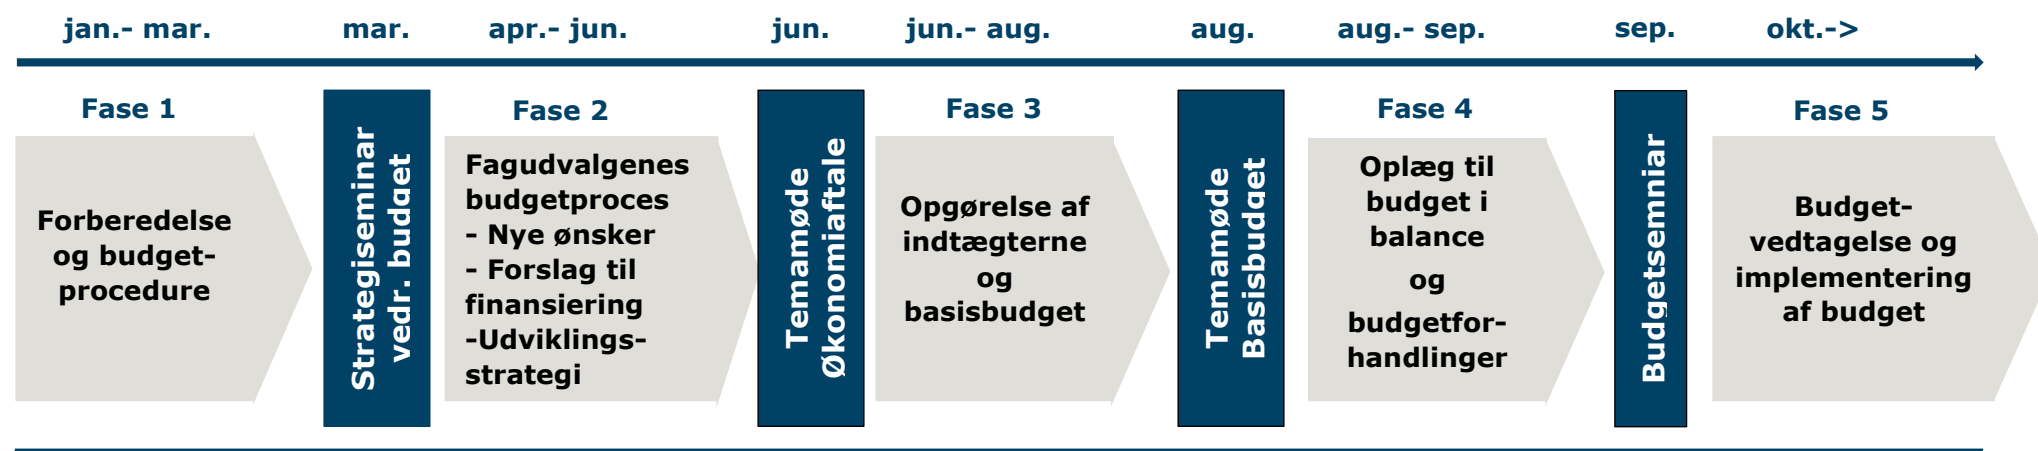 jan.- mar.
mar.
apr.- jun.
jun.
jun.- aug.
aug.
aug.- sep.
sep.
okt.->
Fase 1
Forberedelse
og budget-
procedure
Strategiseminar
vedr. budget
Fase 2
Fagudvalgenes
budgetproces
- Nye ønsker
- Forslag til
finansiering
-Udviklings-
strategi
Temamøde
Økonomiaftale
Fase 3
Opgørelse af
indtægterne
og
basisbudget
Temamøde
Basisbudget
Fase 4
Oplæg til
budget i
balance
og
budgetfor-
handlinger
Budgetsemniar
Fase 5
Budget-
vedtagelse og
implementering
af budget